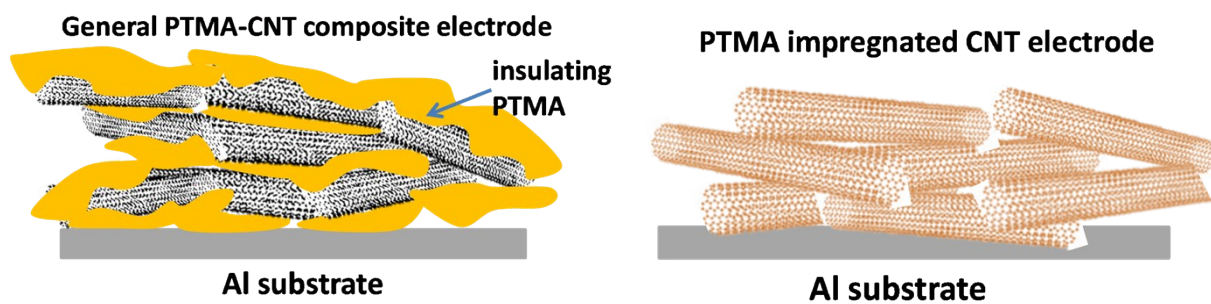 General PTMA-CNT composite electrode
insulating
PTMA
Al substrate
PTMA impregnated CNT electrode
Al substrate